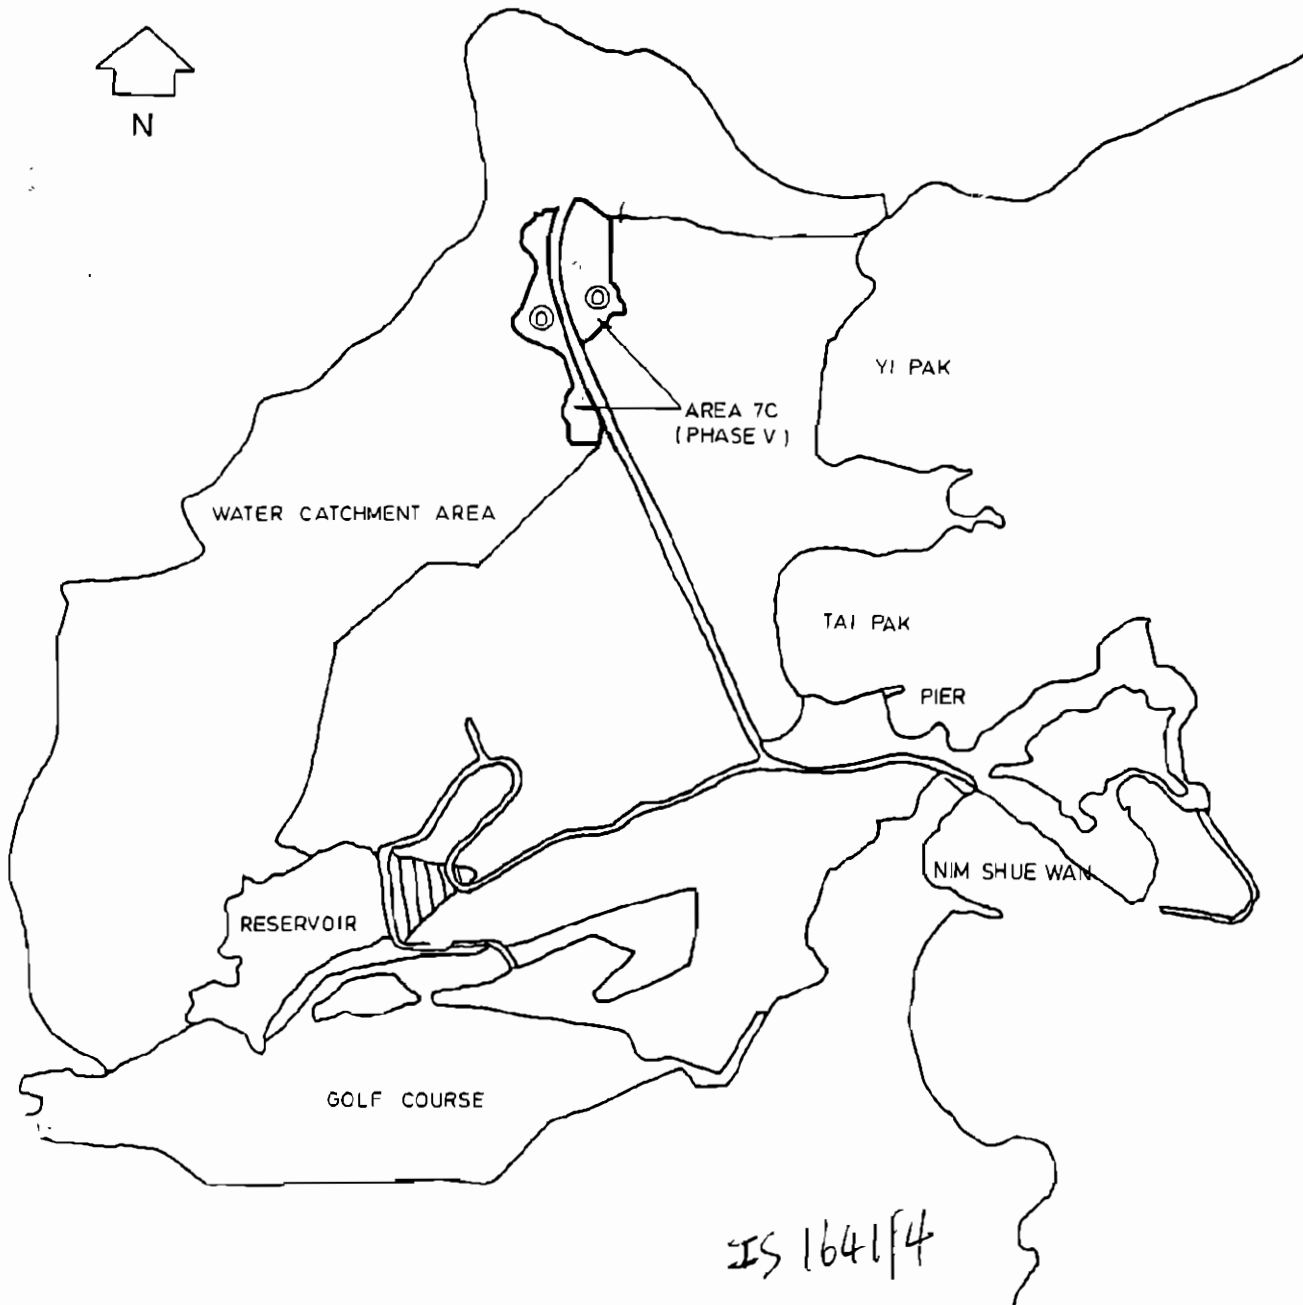 N
YI PAK
AREA 7C
(PHASE V)
WATER CATCHMENT AREA
TAI PAK
PIER
NIM SHUE WAN
RESERVOIR
GOLF COURSE
IS 1641/4